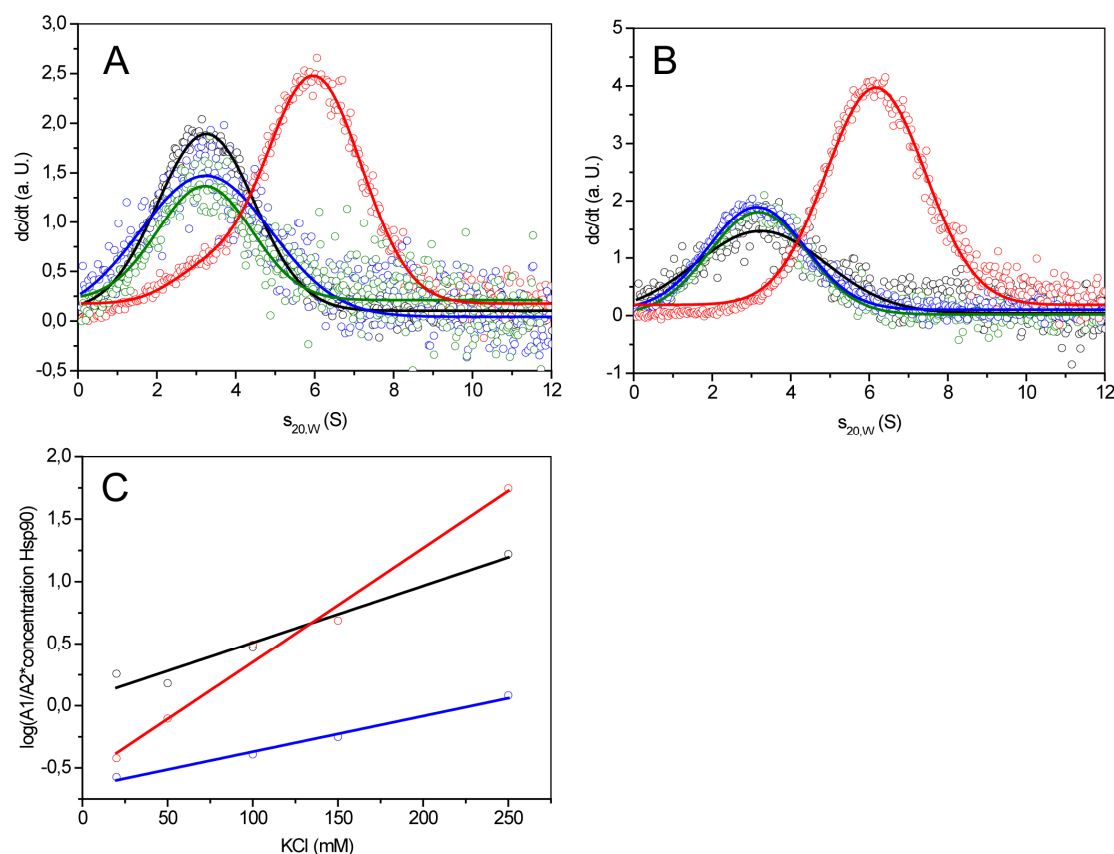 A
3,0
2,5
2,0
1,5
1,0
0,5
0,0
-0,5
dc/dt (a. U.)
0 2 4 6 8 10 12
s20,W (S)
B
5
4
3
2
1
0
-1
dc/dt (a. U.)
0 2 4 6 8 10 12
s20,W (S)
C
2,0
1,5
1,0
0,5
0,0
-0,5
log(A1/A2*concentration Hsp90)
0 50 100 150 200 250
KCl (mM)